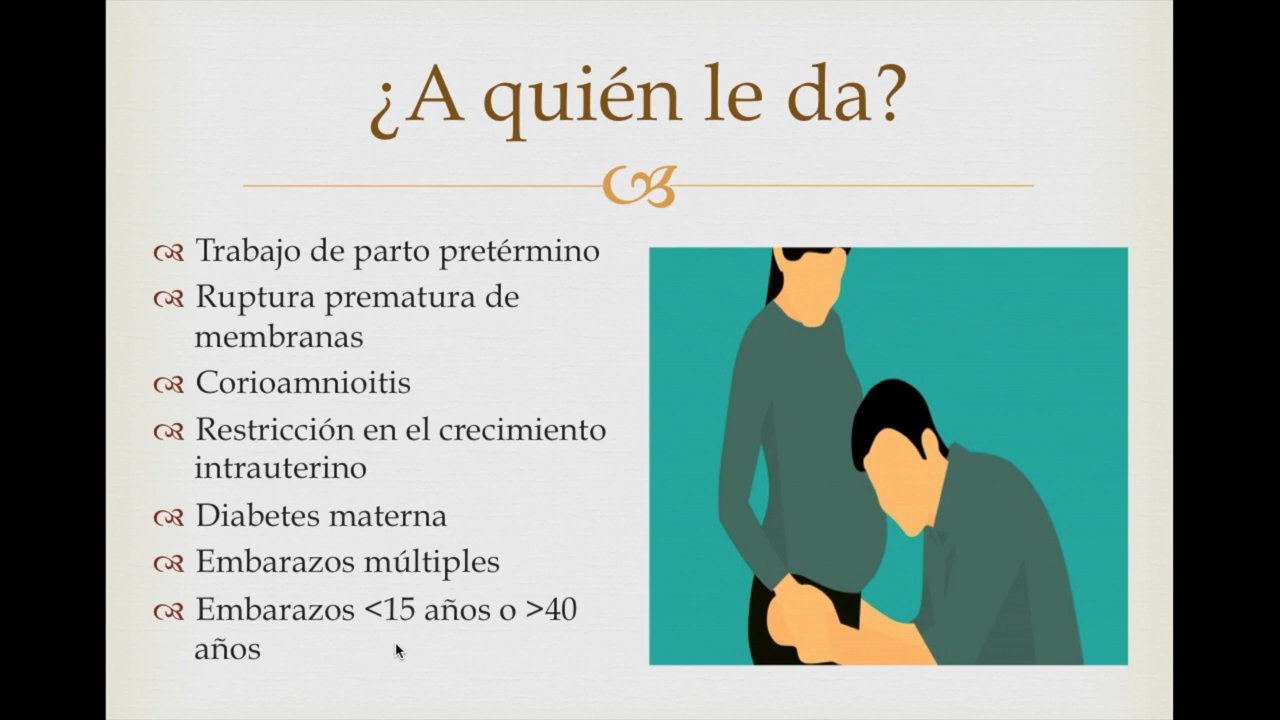 ¿A quién le da?
Trabajo de parto pretérmino
Ruptura prematura de
membranas
Corioamnioitis
Restricción en el crecimiento
intrauterino
Diabetes materna
Embarazos múltiples
Embarazos <15 años o >40
años